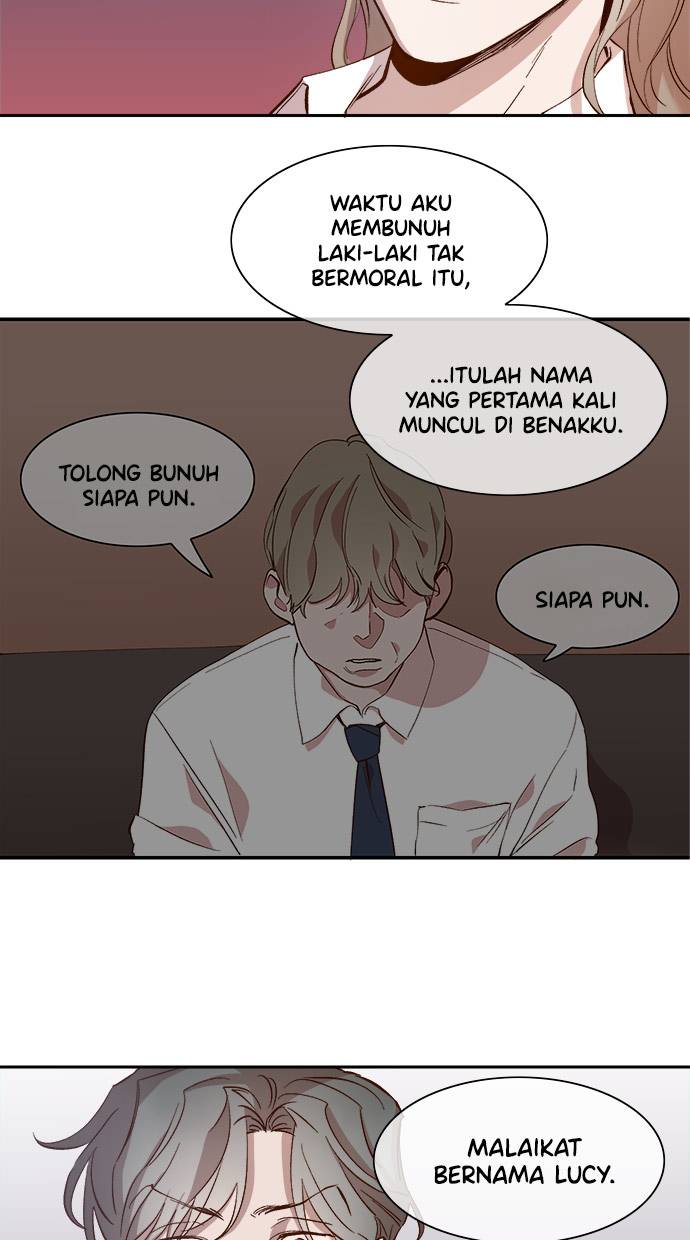 WAKTU AKU
MEMBUNUH
LAKI-LAKI TAK
BERMORAL ITU,
...ITULAH NAMA
YANG PERTAMA KALI
MUNCUL DI BENAKKU.
TOLONG BUNUH
SIAPA PUN.
SIAPA PUN.
MALAIKAT
BERNAMA LUCY.